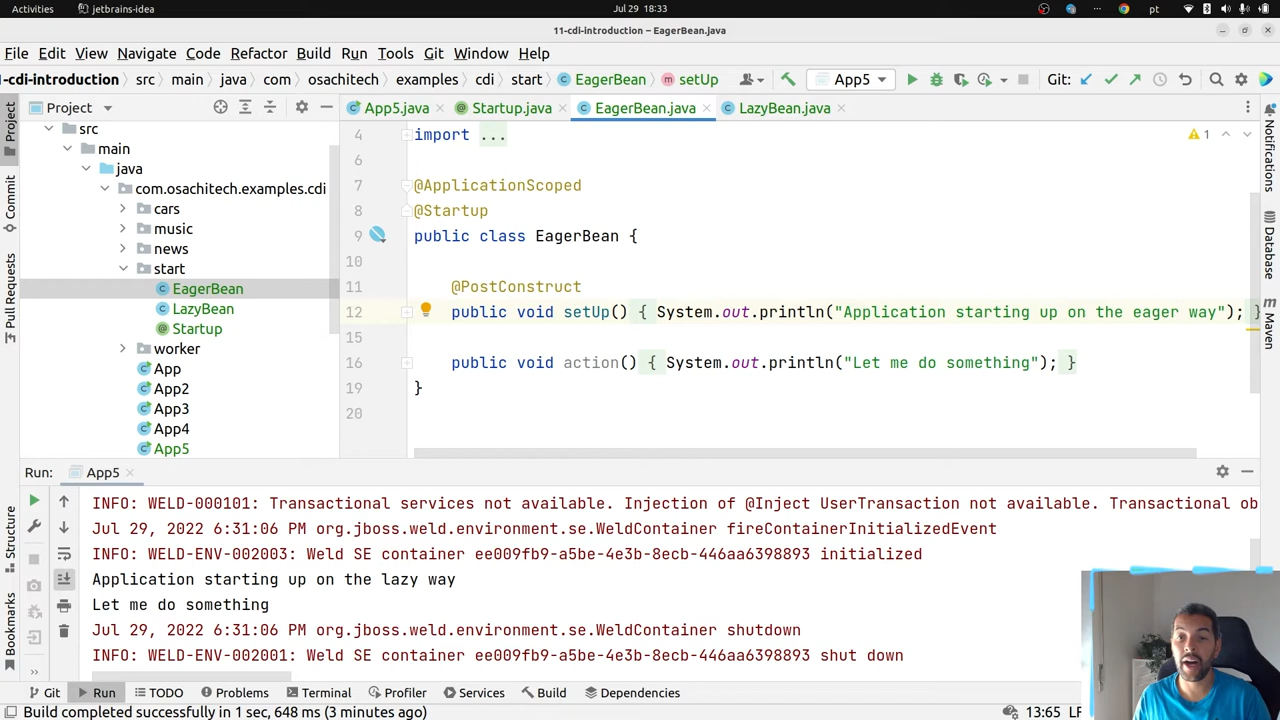 Activities jetbrains-idea Jul 29 18:33 pt
11-cdi-introduction – EagerBean.java
File Edit View Navigate Code Refactor Build Run Tools Git Window Help
-cdi-introduction src main java com osachitech examples cdi start EagerBean setUp App5 Git:
Project App5.java Startup.java EagerBean.java LazyBean.java
src
main
java
com.osachitech.examples.cdi
cars
music
news
start
EagerBean
LazyBean
Startup
worker
App
App2
App3
App4
App5
4 import ...
6
7 @ApplicationScoped
8 @Startup
9 public class EagerBean {
10
11 @PostConstruct
12 public void setUp() { System.out.println("Application starting up on the eager way"); }
15
16 public void action() { System.out.println("Let me do something"); }
19 }
20
1
Project
Commit
Pull Requests
Structure
Bookmarks
Notifications
Database
Maven
Run: App5
INFO: WELD-000101: Transactional services not available. Injection of @Inject UserTransaction not available. Transactional ob
Jul 29, 2022 6:31:06 PM org.jboss.weld.environment.se.WeldContainer fireContainerInitializedEvent
INFO: WELD-ENV-002003: Weld SE container ee009fb9-a5be-4e3b-8ecb-446aa6398893 initialized
Application starting up on the lazy way
Let me do something
Jul 29, 2022 6:31:06 PM org.jboss.weld.environment.se.WeldContainer shutdown
INFO: WELD-ENV-002001: Weld SE container ee009fb9-a5be-4e3b-8ecb-446aa6398893 shut down
Git Run TODO Problems Terminal Profiler Services Build Dependencies
Build completed successfully in 1 sec, 648 ms (3 minutes ago) 13:65 LF